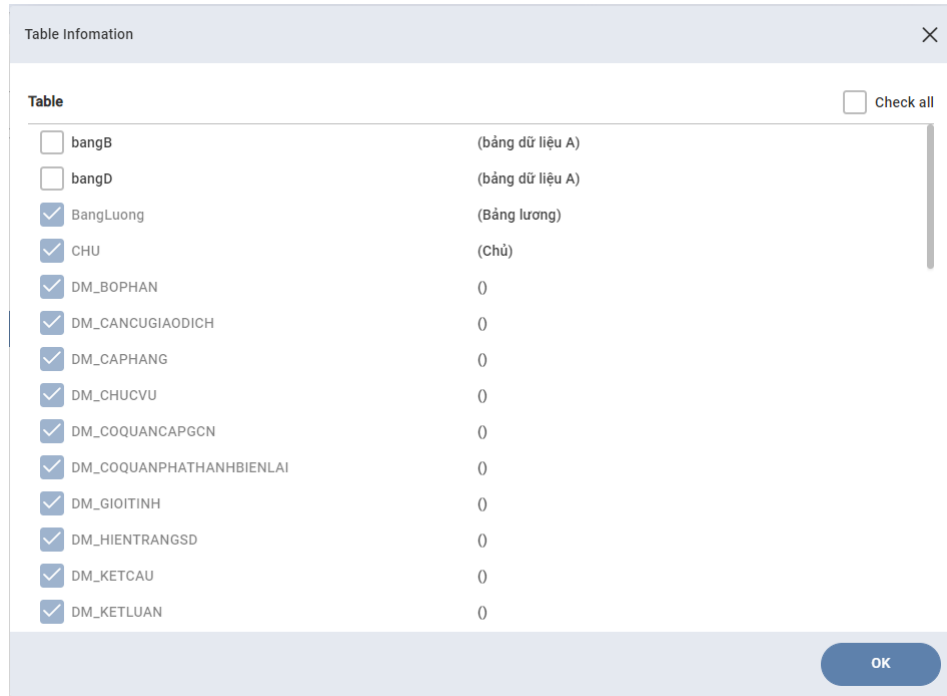 Table Infomation
Table Check all
bangB (bảng dữ liệu A)
bangD (bảng dữ liệu A)
BangLuong (Bảng lương)
CHU (Chủ)
DM_BOPHAN ()
DM_CANCUGIAODICH ()
DM_CAPHANG ()
DM_CHUCVU ()
DM_COQUANCAPGCN ()
DM_COQUANPHATHANHBIENLAI ()
DM_GIOITINH ()
DM_HIENTRANGSD ()
DM_KETCAU ()
DM_KETLUAN ()
OK